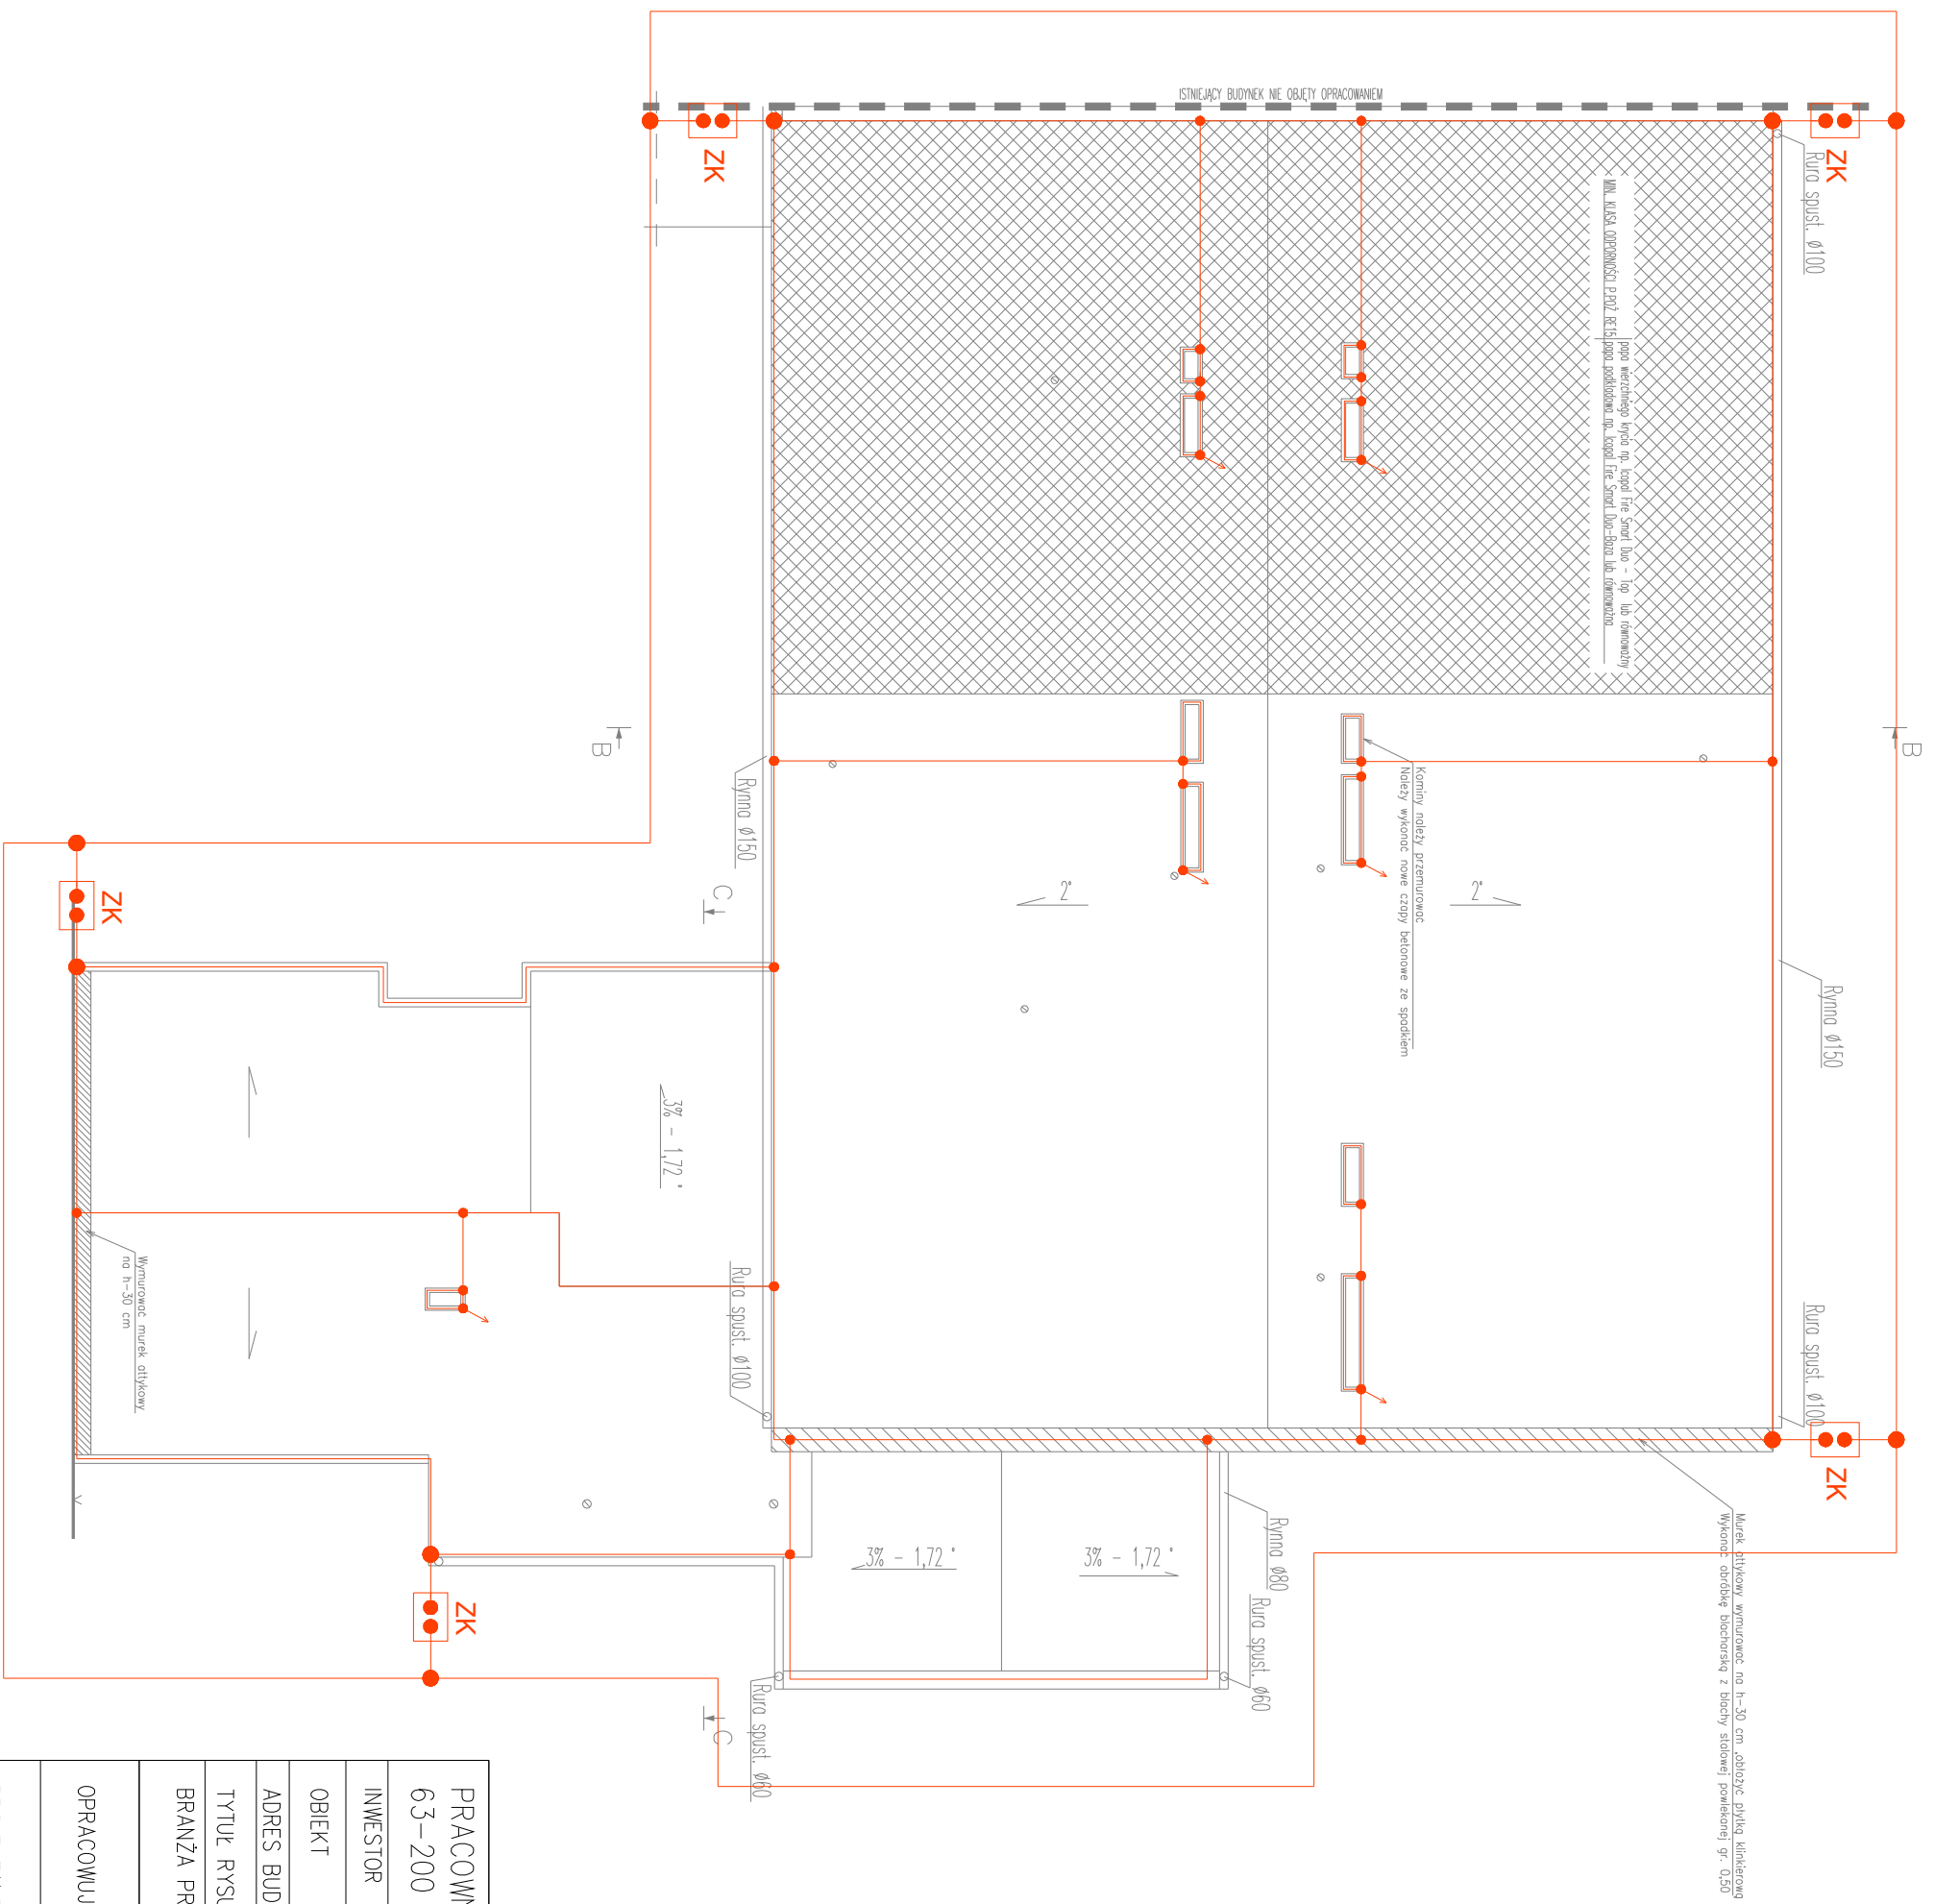 ISTNIEJĄCY BUDYNEK NIE OBJĘTY OPRACOWANIEM
ZK
ZK
Rura spust. Ø100
MIN. KLASA ODPORNOŚCI P.POŻ RE15
papa wierzchniego krycia np. Icopal Fire Smart Duo - Top lub równoważny
papa podkładowa np. Icopal Fire Smart Duo-Baza lub równoważna
B
B
Rynna Ø150
Kominy należy przemurować
Należy wykonać nowe czapy betonowe ze spadkiem
2°
2°
C
ZK
Rynna Ø150
3% - 1,72 °
Wymurować murek attykowy
na h-30 cm
Rura spust. Ø100
Rura spust. Ø100
ZK
Murek attykowy wymurować na h-30 cm ,obłożyć płytką klinkierową
Wykonać obróbkę blacharską z blachy stalowej powlekanej gr. 0,50
Rynna Ø80
3% - 1,72 °
3% - 1,72 °
Rura spust. Ø60
ZK
Rura spust. Ø60
C
PRACOWN
63-200
INWESTOR
OBIEKT
ADRES BUD
TYTUŁ RYSU
BRANŻA PR
OPRACOWUJ